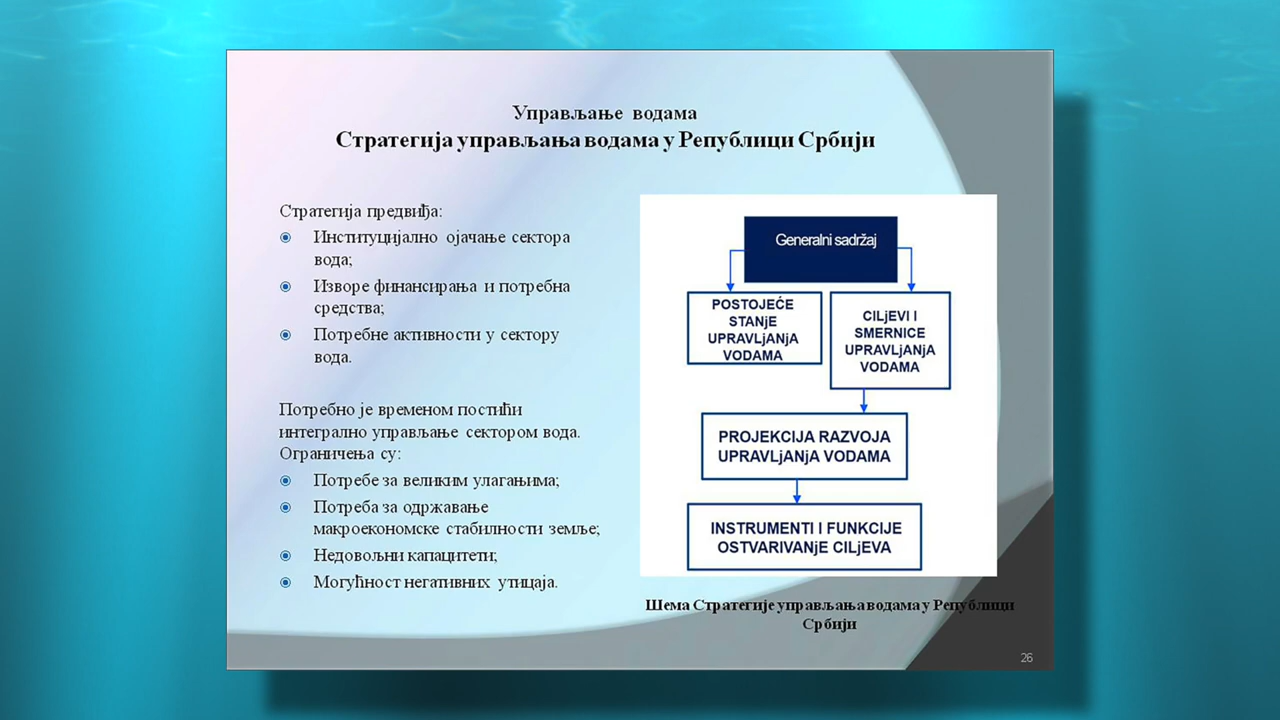 Управљање водама
Стратегија управљања водама у Републици Србији
Стратегија предвиђа:
Институцијално ојачање сектора
вода;
Изворе финансирања и потребна
средства;
Потребне активности у сектору
вода.
Потребно је временом постићи
интегрално управљање сектором вода.
Ограничења су:
Потребе за великим улагањима;
Потреба за одржавање
макроекономске стабилности земље;
Недовољни капацитети;
Могућност негативних утицаја.
Generalni sadržaj
POSTOJEĆE
STANjE
UPRAVLjANjA
VODAMA
CILjEVI I
SMERNICE
UPRAVLjANjA
VODAMA
PROJEKCIJA RAZVOJA
UPRAVLjANjA VODAMA
INSTRUMENTI I FUNKCIJE
OSTVARIVANjE CILjEVA
Шема Стратегије управљања водама у Републици
Србији
26